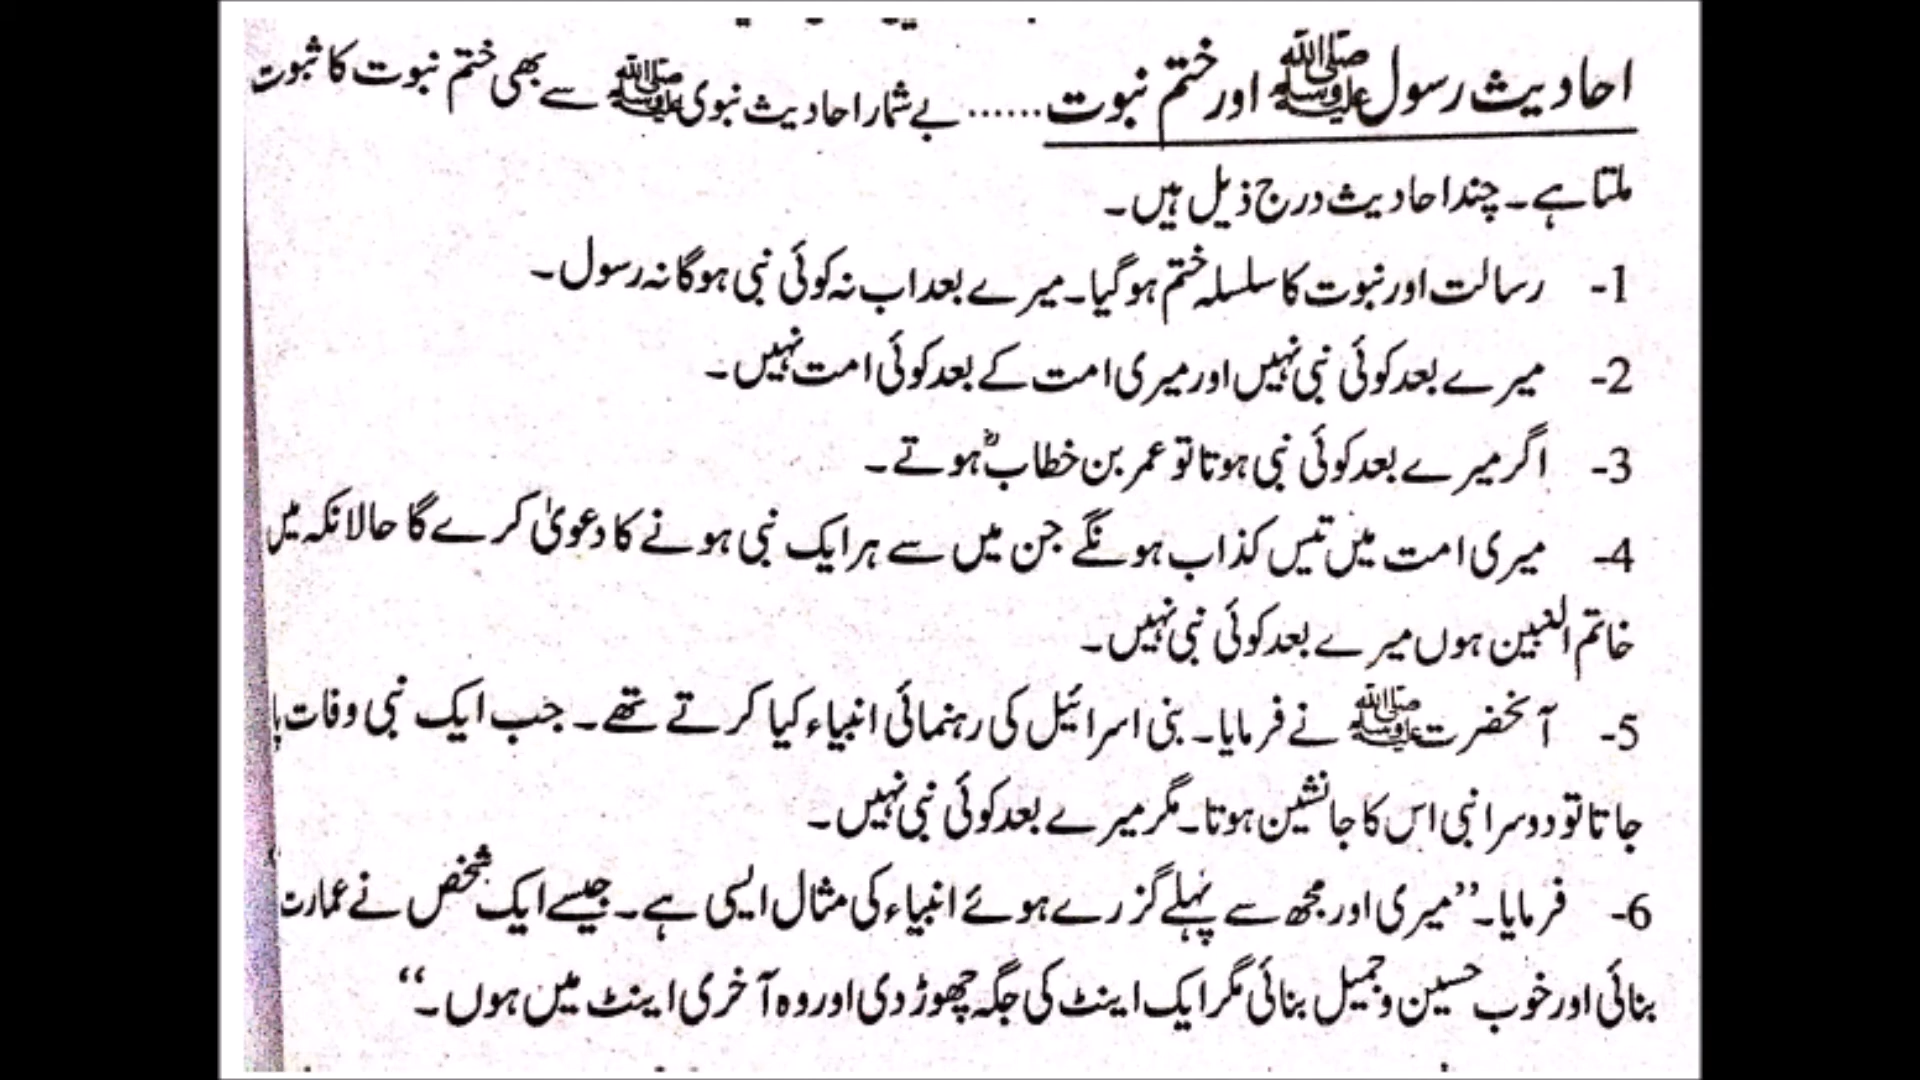 احادیث رسول ﷺ اور ختم نبوت ...... بے شمار احادیث نبوی ﷺ سے بھی ختم نبوت کا ثبوت
ملتا ہے۔ چند احادیث درج ذیل ہیں۔
1- رسالت اور نبوت کا سلسلہ ختم ہو گیا۔ میرے بعد اب نہ کوئی نبی ہو گا نہ رسول۔
2- میرے بعد کوئی نبی نہیں اور میری امت کے بعد کوئی امت نہیں۔
3- اگر میرے بعد کوئی نبی ہوتا تو عمر بن خطابؓ ہوتے۔
4- میری امت میں تیس کذاب ہونگے جن میں سے ہر ایک نبی ہونے کا دعویٰ کرے گا حالانکہ میں
خاتم النبین ہوں میرے بعد کوئی نبی نہیں۔
5- آنحضرت ﷺ نے فرمایا۔ بنی اسرائیل کی رہنمائی انبیاء کیا کرتے تھے۔ جب ایک نبی وفات پا
جاتا تو دوسرا نبی اس کا جانشین ہوتا۔ مگر میرے بعد کوئی نبی نہیں۔
6- فرمایا۔ ”میری اور مجھ سے پہلے گزرے ہوئے انبیاء کی مثال ایسی ہے۔ جیسے ایک شخص نے عمارت
بنائی اور خوب حسین و جمیل بنائی مگر ایک اینٹ کی جگہ چھوڑ دی اور وہ آخری اینٹ میں ہوں۔“